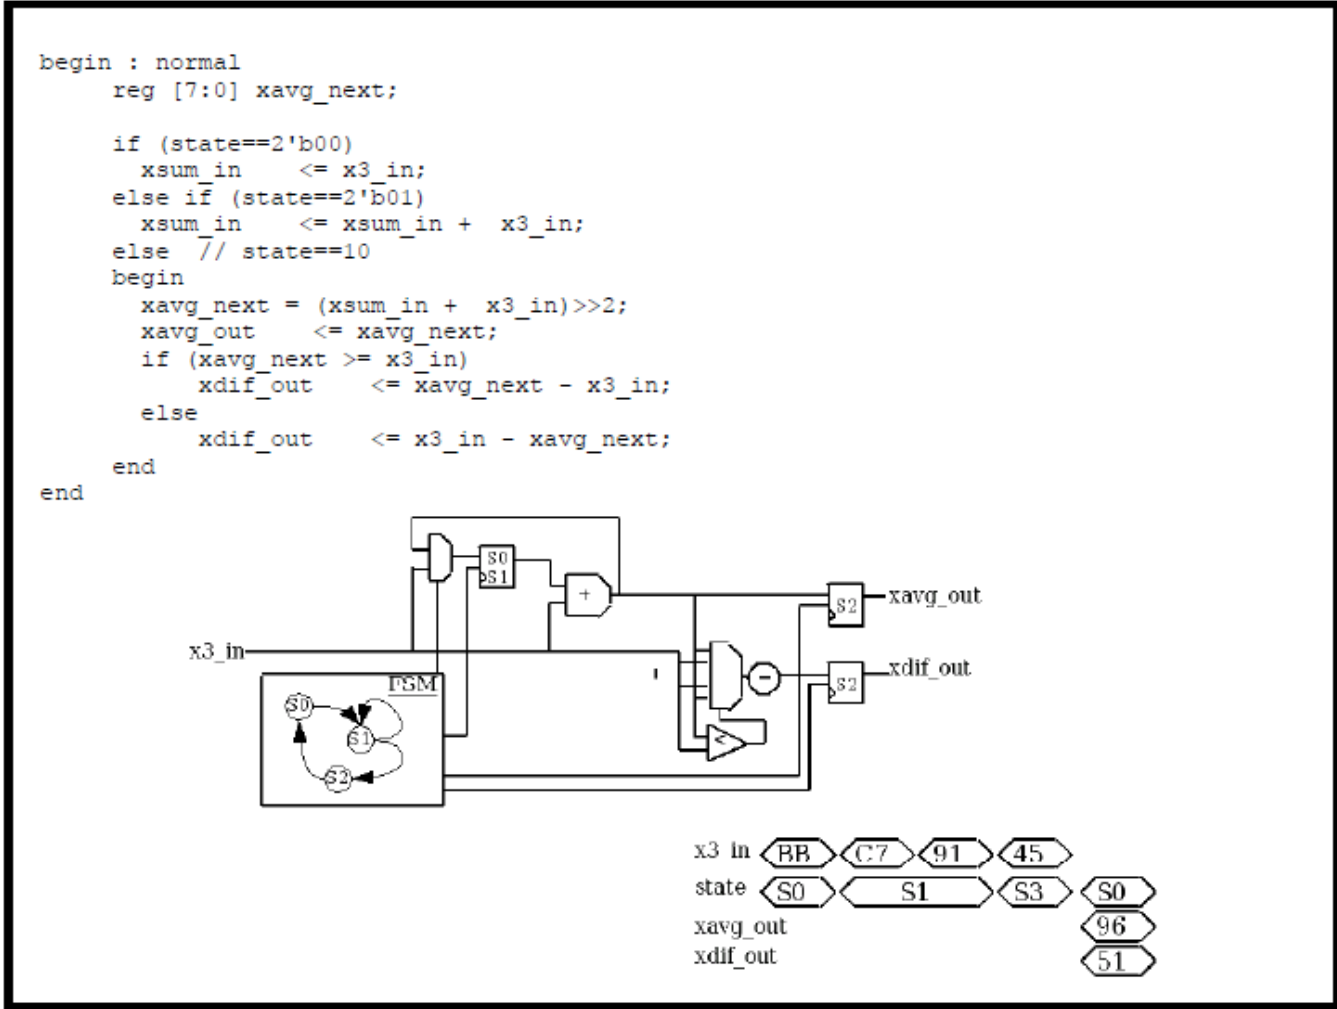 begin : normal
reg [7:0] xavg_next;
if (state==2'b00)
xsum_in <= x3_in;
else if (state==2'b01)
xsum_in <= xsum_in + x3_in;
else // state==10
begin
xavg_next = (xsum_in + x3_in)>>2;
xavg_out <= xavg_next;
if (xavg_next >= x3_in)
xdif_out <= xavg_next - x3_in;
else
xdif_out <= x3_in - xavg_next;
end
end
S0
S1
+
S2
xavg_out
x3_in
-
S2
xdif_out
FSM
S0
S1
S2
<
x3 in BB C7 91 45
state S0 S1 S3 S0
xavg_out 96
xdif_out 51